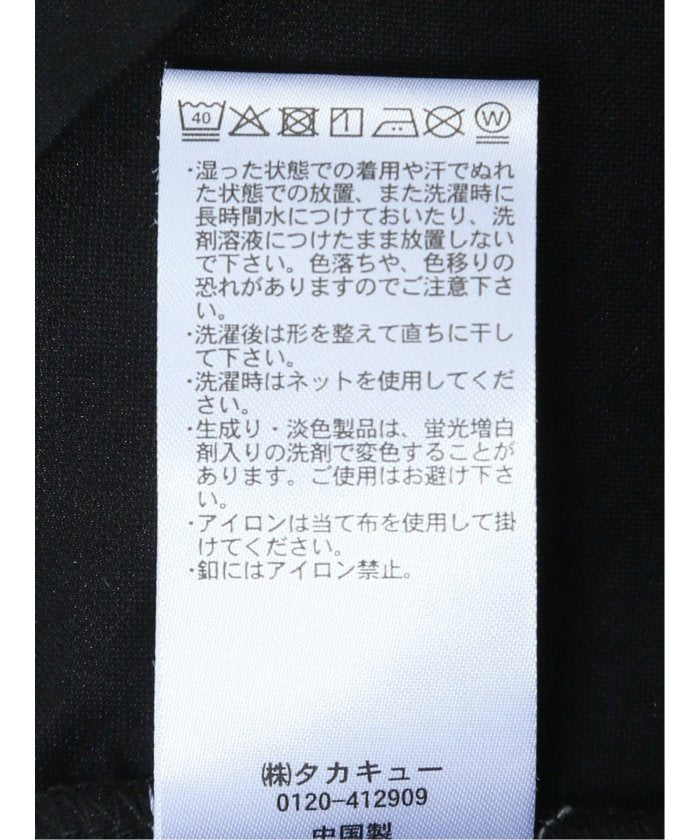 40 W
・湿った状態での着用や汗でぬれ
た状態での放置、また洗濯時に
長時間水につけておいたり、洗
剤溶液につけたまま放置しない
で下さい。色落ちや、色移りの
恐れがありますのでご注意下さ
い。
・洗濯後は形を整えて直ちに干し
て下さい。
・洗濯時はネットを使用してくだ
さい。
・生成り・淡色製品は、蛍光増白
剤入りの洗剤で変色することが
あります。ご使用はお避け下さ
い。
・アイロンは当て布を使用して掛
けてください。
・釦にはアイロン禁止。
㈱タカキュー
0120−412909
中国製